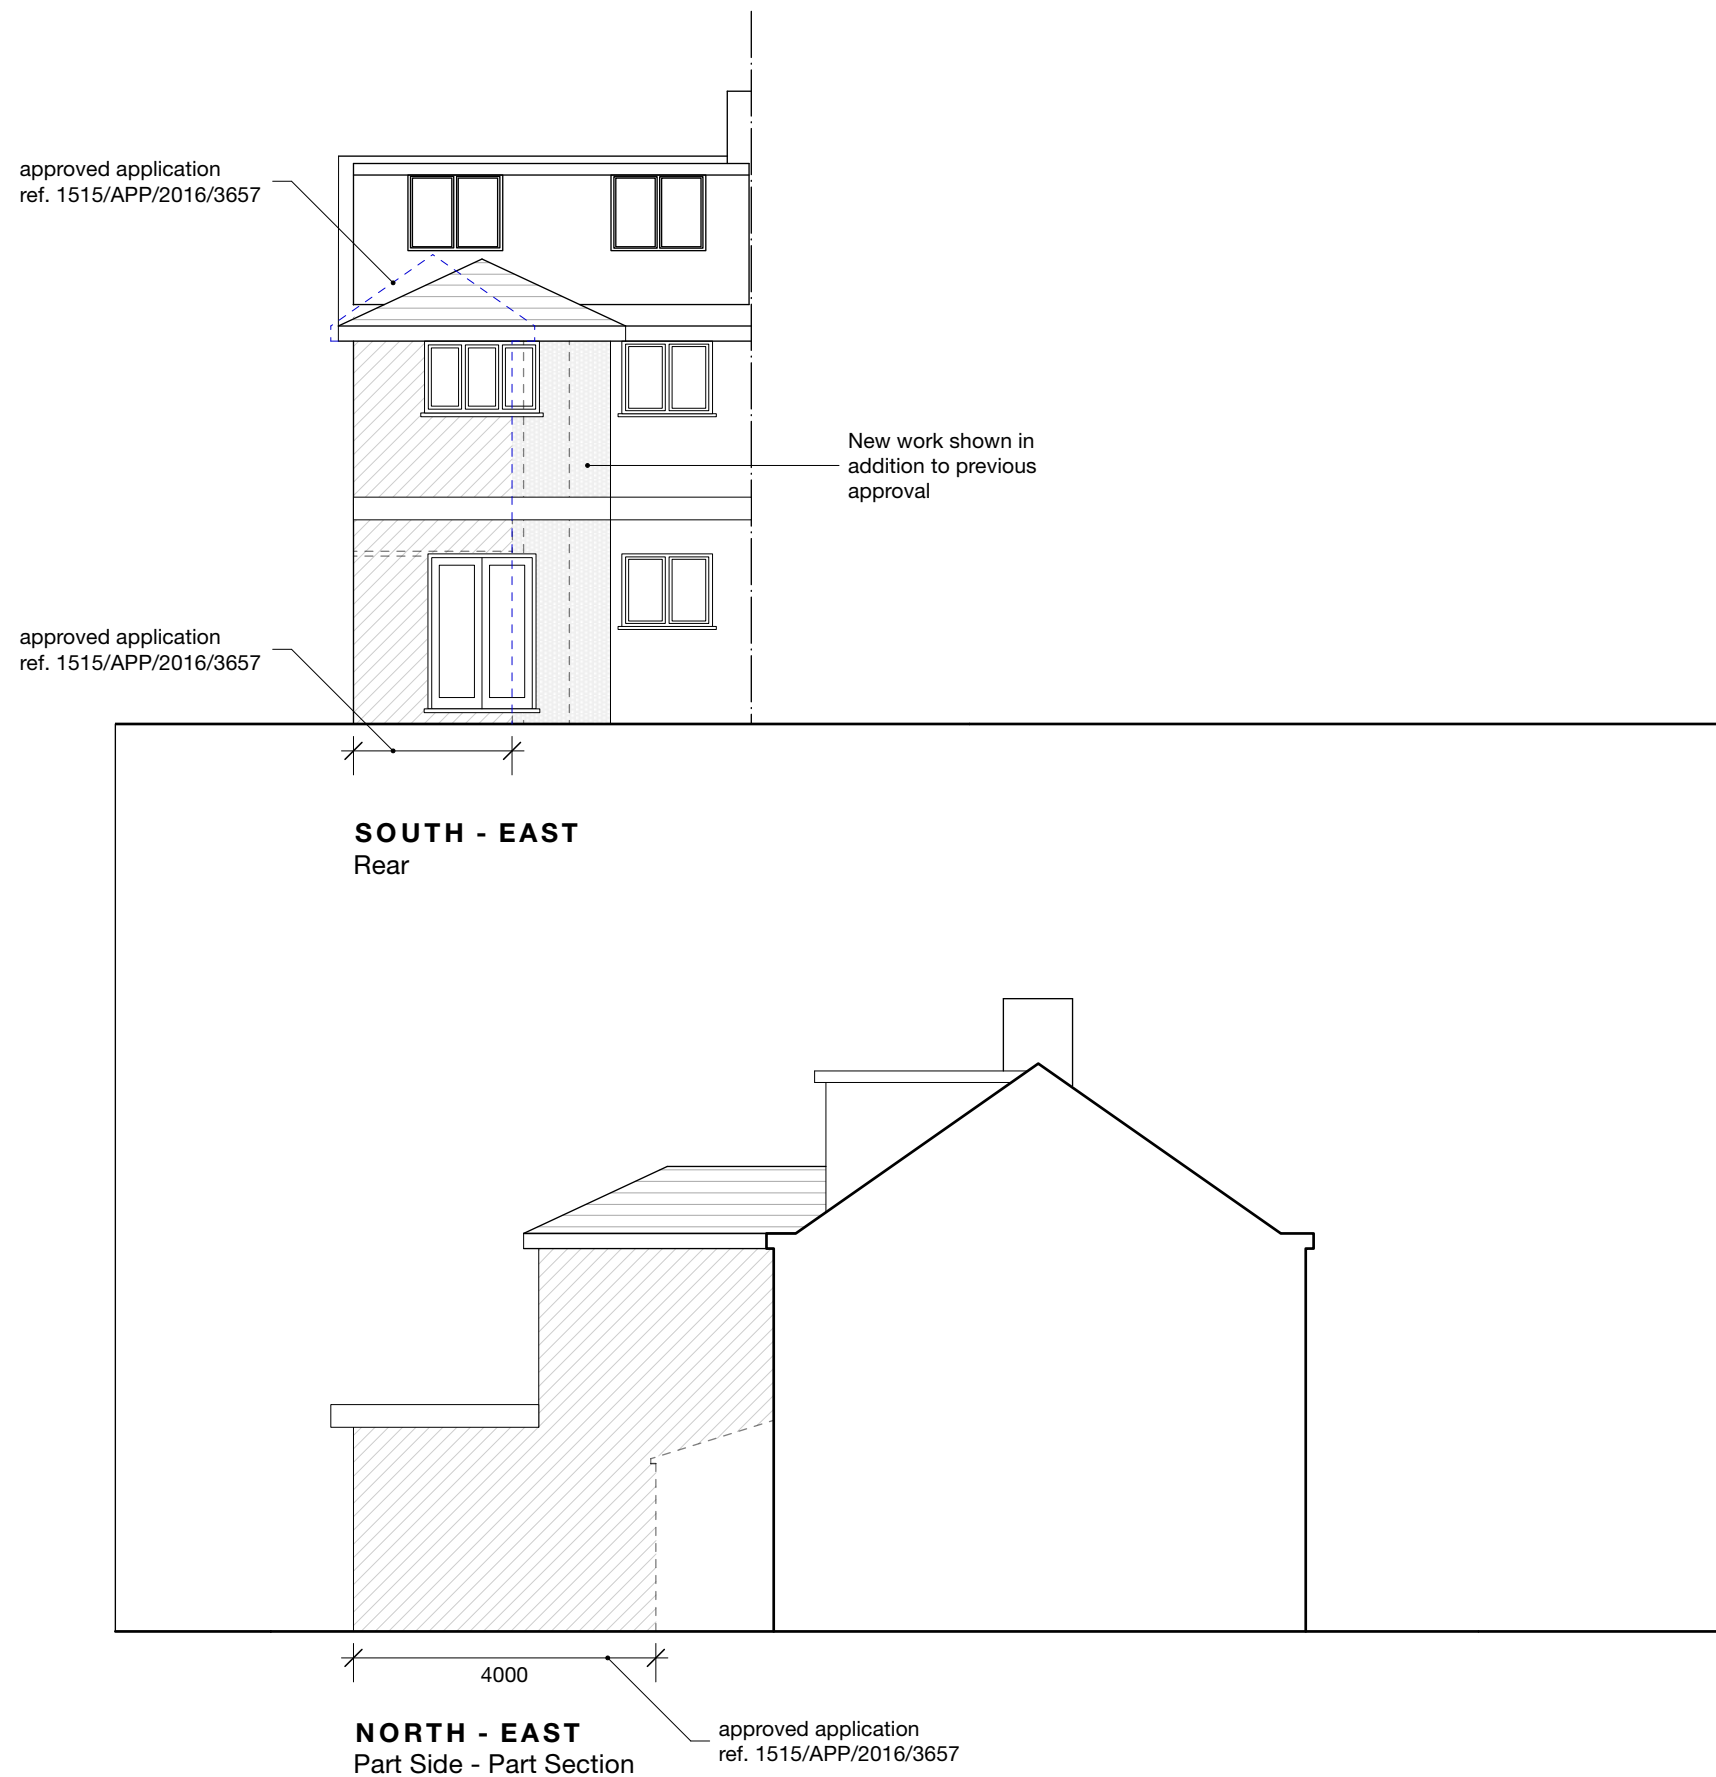 approved application
ref. 1515/APP/2016/3657
New work shown in
addition to previous
approval
approved application
ref. 1515/APP/2016/3657
SOUTH - EAST
Rear
4000
NORTH - EAST
Part Side - Part Section
approved application
ref. 1515/APP/2016/3657